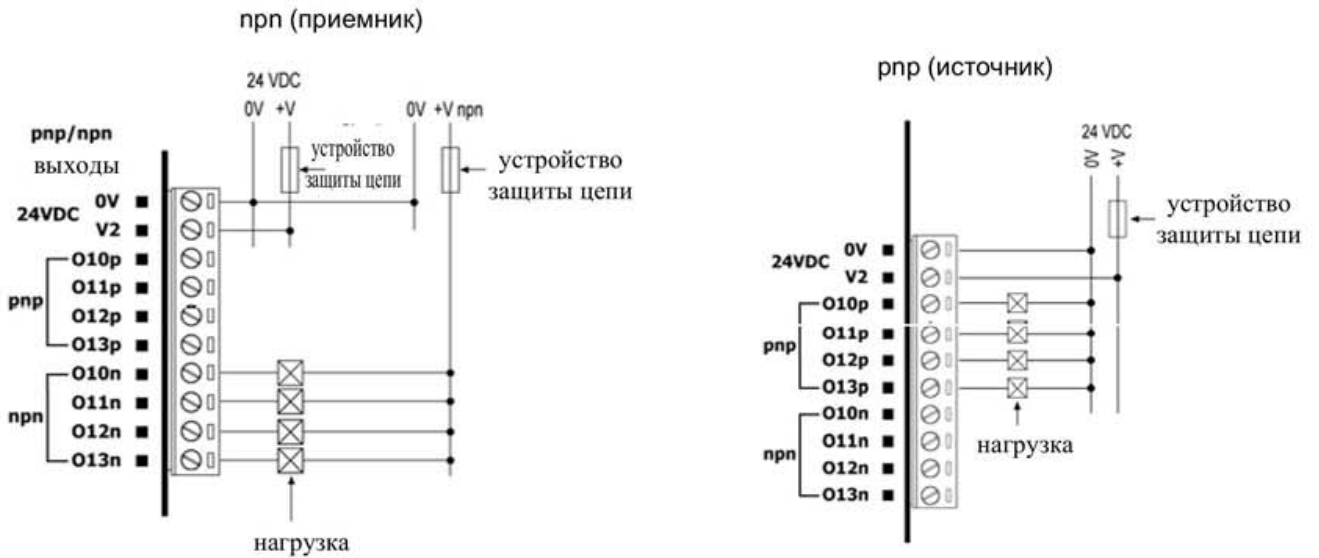 npn (приемник)
24 VDC
0V +V
0V +V npn
pnp/npn
выходы
устройство
защиты цепи
устройство
защиты цепи
24VDC
0V
V2
pnp
O10p
O11p
O12p
O13p
npn
O10n
O11n
O12n
O13n
нагрузка
pnp (источник)
24 VDC
0V
+V
устройство
защиты цепи
24VDC
0V
V2
pnp
O10p
O11p
O12p
O13p
npn
O10n
O11n
O12n
O13n
нагрузка